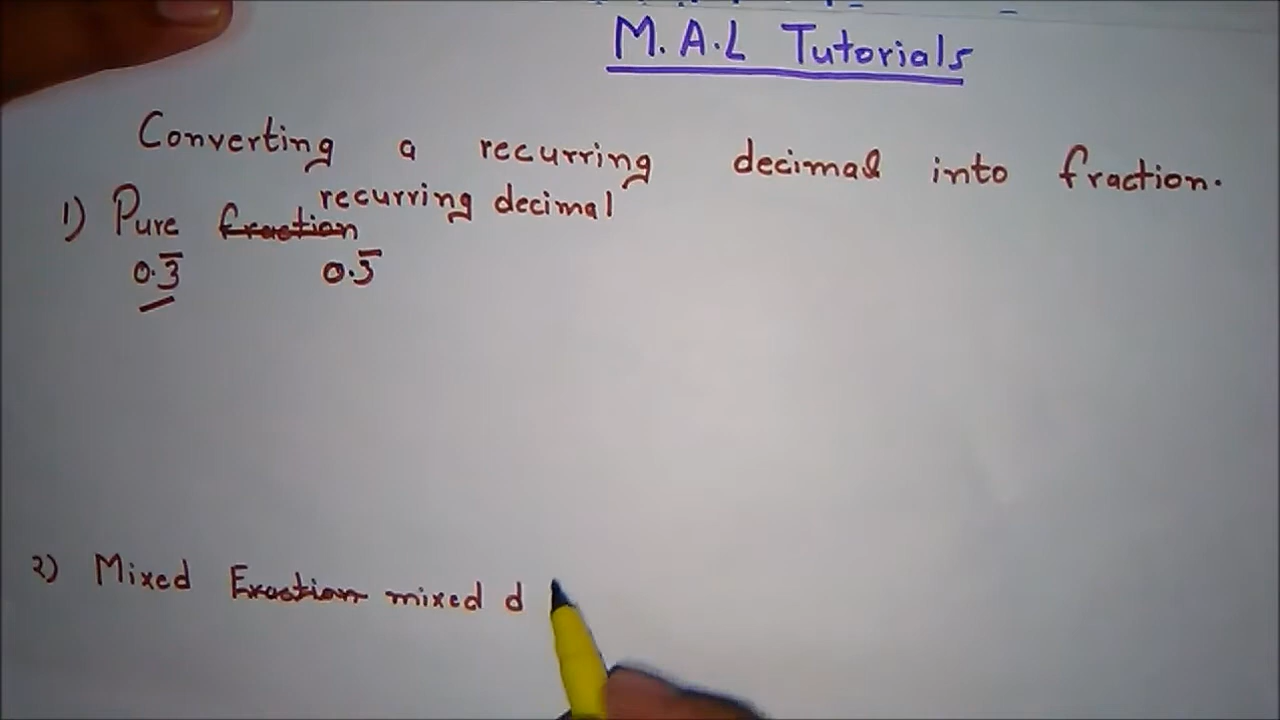 M.A.L Tutorials
Converting a recurring decimal into fraction.
recurring decimal
1) Pure fraction
0.3̅ 0.5̅
2) Mixed Fraction mixed d